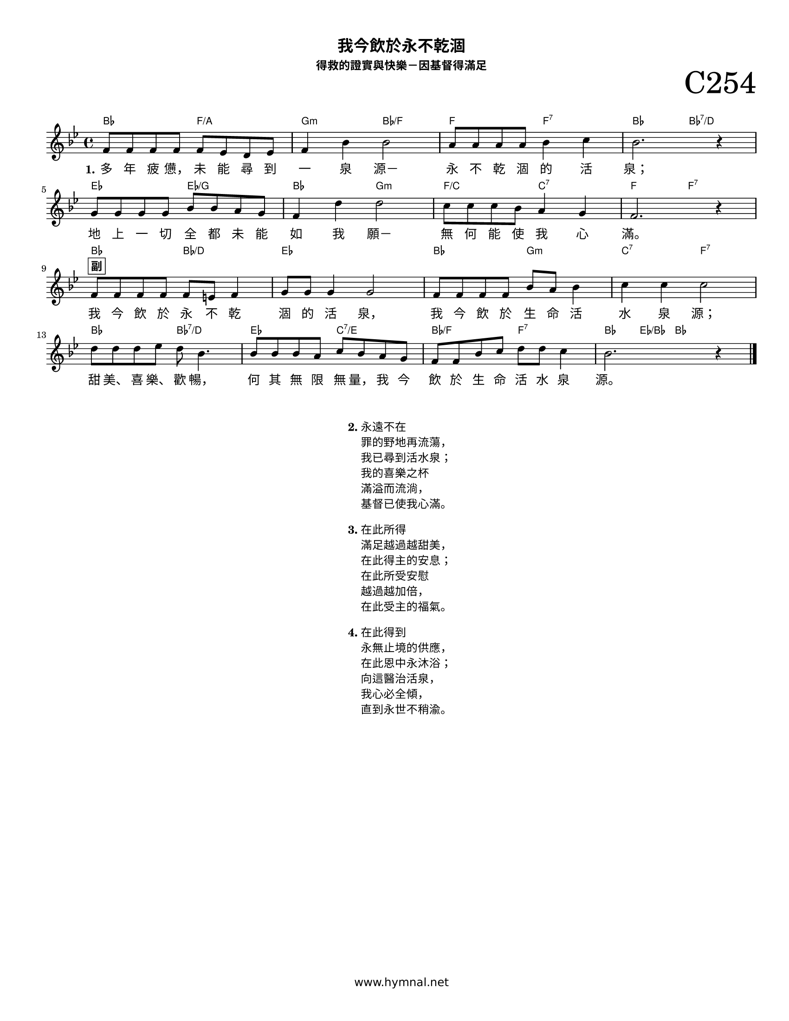 我今飲於永不乾涸
得救的證實與快樂－因基督得滿足
C254
B♭ F/A Gm B♭/F F F7 B♭ B♭7/D
1. 多 年 疲 憊， 未 能 尋 到 一 泉 源－ 永 不 乾 涸 的 活 泉；
5 E♭ E♭/G B♭ Gm F/C C7 F F7
地 上 一 切 全 都 未 能 如 我 願－ 無 何 能 使 我 心 滿。
B♭ B♭/D E♭ B♭ Gm C7 F7
9 副
我 今 飲 於 永 不 乾 涸 的 活 泉， 我 今 飲 於 生 命 活 水 泉 源；
13 B♭ B♭7/D E♭ C7/E B♭/F F7 B♭ E♭/B♭ B♭
甜 美、 喜 樂、 歡 暢， 何 其 無 限 無 量， 我 今 飲 於 生 命 活 水 泉 源。
2. 永遠不在
罪的野地再流蕩，
我已尋到活水泉；
我的喜樂之杯
滿溢而流淌，
基督已使我心滿。
3. 在此所得
滿足越過越甜美，
在此得主的安息；
在此所受安慰
越過越加倍，
在此受主的福氣。
4. 在此得到
永無止境的供應，
在此恩中永沐浴；
向這醫治活泉，
我心必全傾，
直到永世不稍渝。
www.hymnal.net